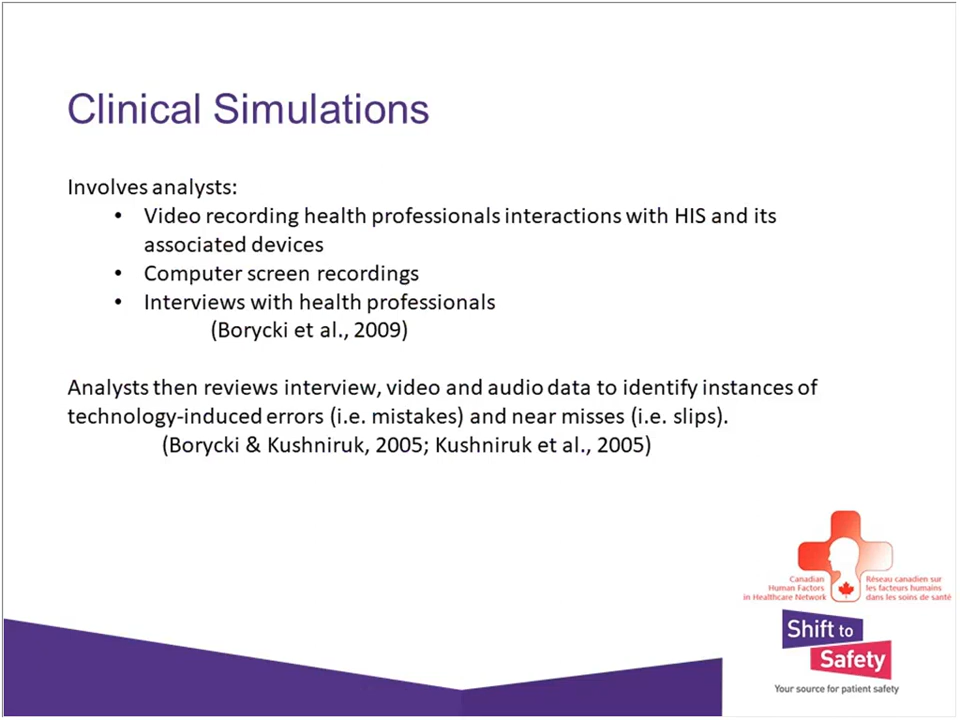 Clinical Simulations
Involves analysts:
• Video recording health professionals interactions with HIS and its
associated devices
• Computer screen recordings
• Interviews with health professionals
(Borycki et al., 2009)
Analysts then reviews interview, video and audio data to identify instances of
technology-induced errors (i.e. mistakes) and near misses (i.e. slips).
(Borycki & Kushniruk, 2005; Kushniruk et al., 2005)
Canadian
Human Factors
in Healthcare Network
Réseau canadien sur
les facteurs humains
dans les soins de santé
Shift to
Safety
Your source for patient safety